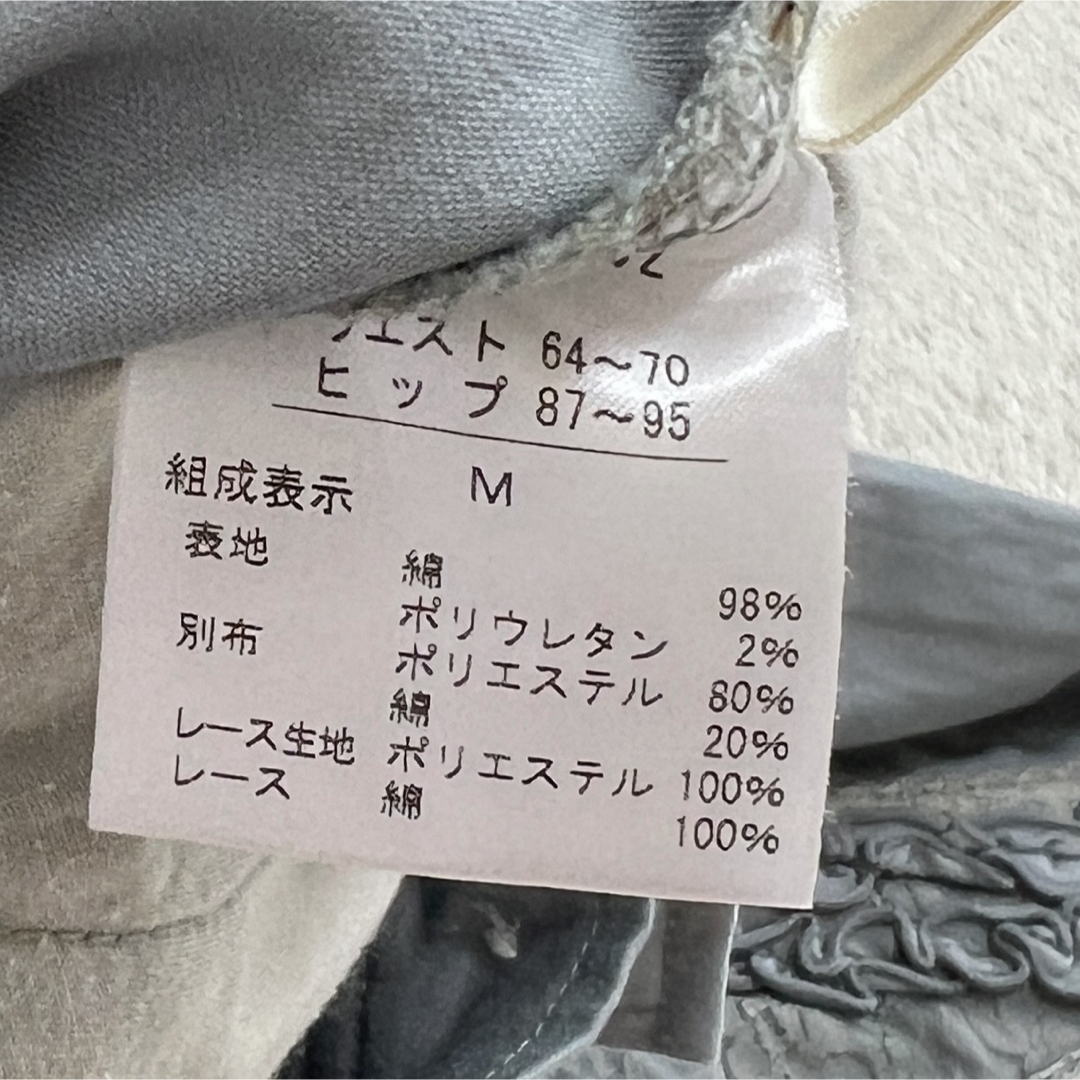 ウエスト 64～70
ヒップ 87～95
組成表示 M
表地 綿 98%
ポリウレタン 2%
別布 ポリエステル 80%
綿 20%
レース生地 ポリエステル 100%
レース 綿 100%